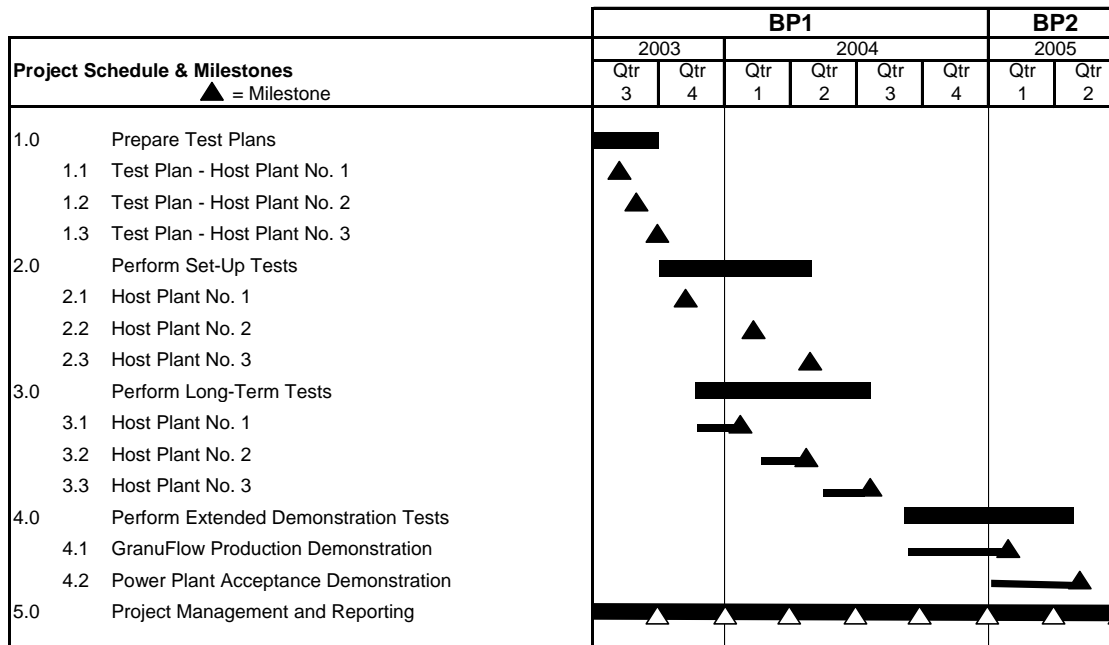 BP1 BP2
2003 2004 2005
Project Schedule & Milestones Qtr Qtr Qtr Qtr Qtr Qtr Qtr Qtr
= Milestone 3 4 1 2 3 4 1 2
1.0 Prepare Test Plans
1.1 Test Plan - Host Plant No. 1
1.2 Test Plan - Host Plant No. 2
1.3 Test Plan - Host Plant No. 3
2.0 Perform Set-Up Tests
2.1 Host Plant No. 1
2.2 Host Plant No. 2
2.3 Host Plant No. 3
3.0 Perform Long-Term Tests
3.1 Host Plant No. 1
3.2 Host Plant No. 2
3.3 Host Plant No. 3
4.0 Perform Extended Demonstration Tests
4.1 GranuFlow Production Demonstration
4.2 Power Plant Acceptance Demonstration
5.0 Project Management and Reporting